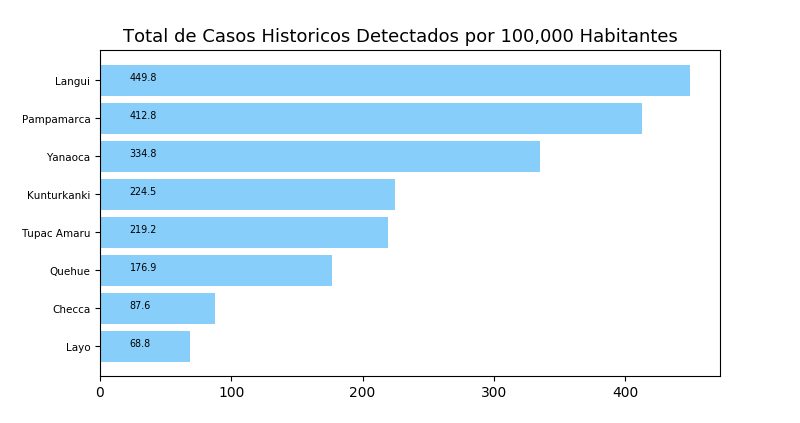 Total de Casos Historicos Detectados por 100,000 Habitantes
Langui 449.8
Pampamarca 412.8
Yanaoca 334.8
Kunturkanki 224.5
Tupac Amaru 219.2
Quehue 176.9
Checca 87.6
Layo 68.8
0 100 200 300 400